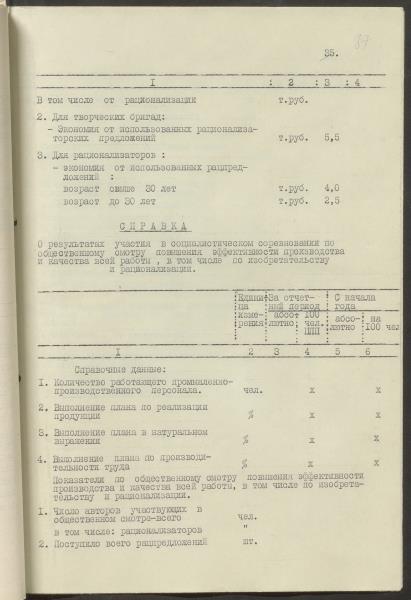 87
35.
I : 2 : 3 : 4
В том числе от рационализации т.руб.
2. Для творческих бригад:
- Экономия от использованных рационализа-
торских предложений т.руб. 5,5
3. Для рационализаторов :
- экономия от использованных рацпред-
ложений :
возраст свыше 30 лет т.руб. 4,0
возраст до 30 лет т.руб. 2,5
СПРАВКА
О результатах участия в социалистическом соревновании по
общественному смотру повышения эффективности производства
и качества всей работы , в том числе по изобретательству
и рационализации.
Едини За отчет- С начала
ца ный период года
изме- абсо 100 абсо- на
рения лютно чел. лютно 100 чел
ППП
I 2 3 4 5 6
Справочные данные:
I. Количество работающего промышленно-
производственного персонала. чел. x x
2. Выполнение плана по реализации
продукции % x x
3. Выполнение плана в натуральном
выражении % x x
4. Выполнение плана по производи-
тельности труда % x x
Показатели по общественному смотру повышения эффективности
производства и качества всей работы, в том числе по изобрета-
тельству и рационализации.
I. Число авторов участвующих в
общественном смотре-всего чел.
в том числе: рационализаторов "
2. Поступило всего рацпредложений шт.